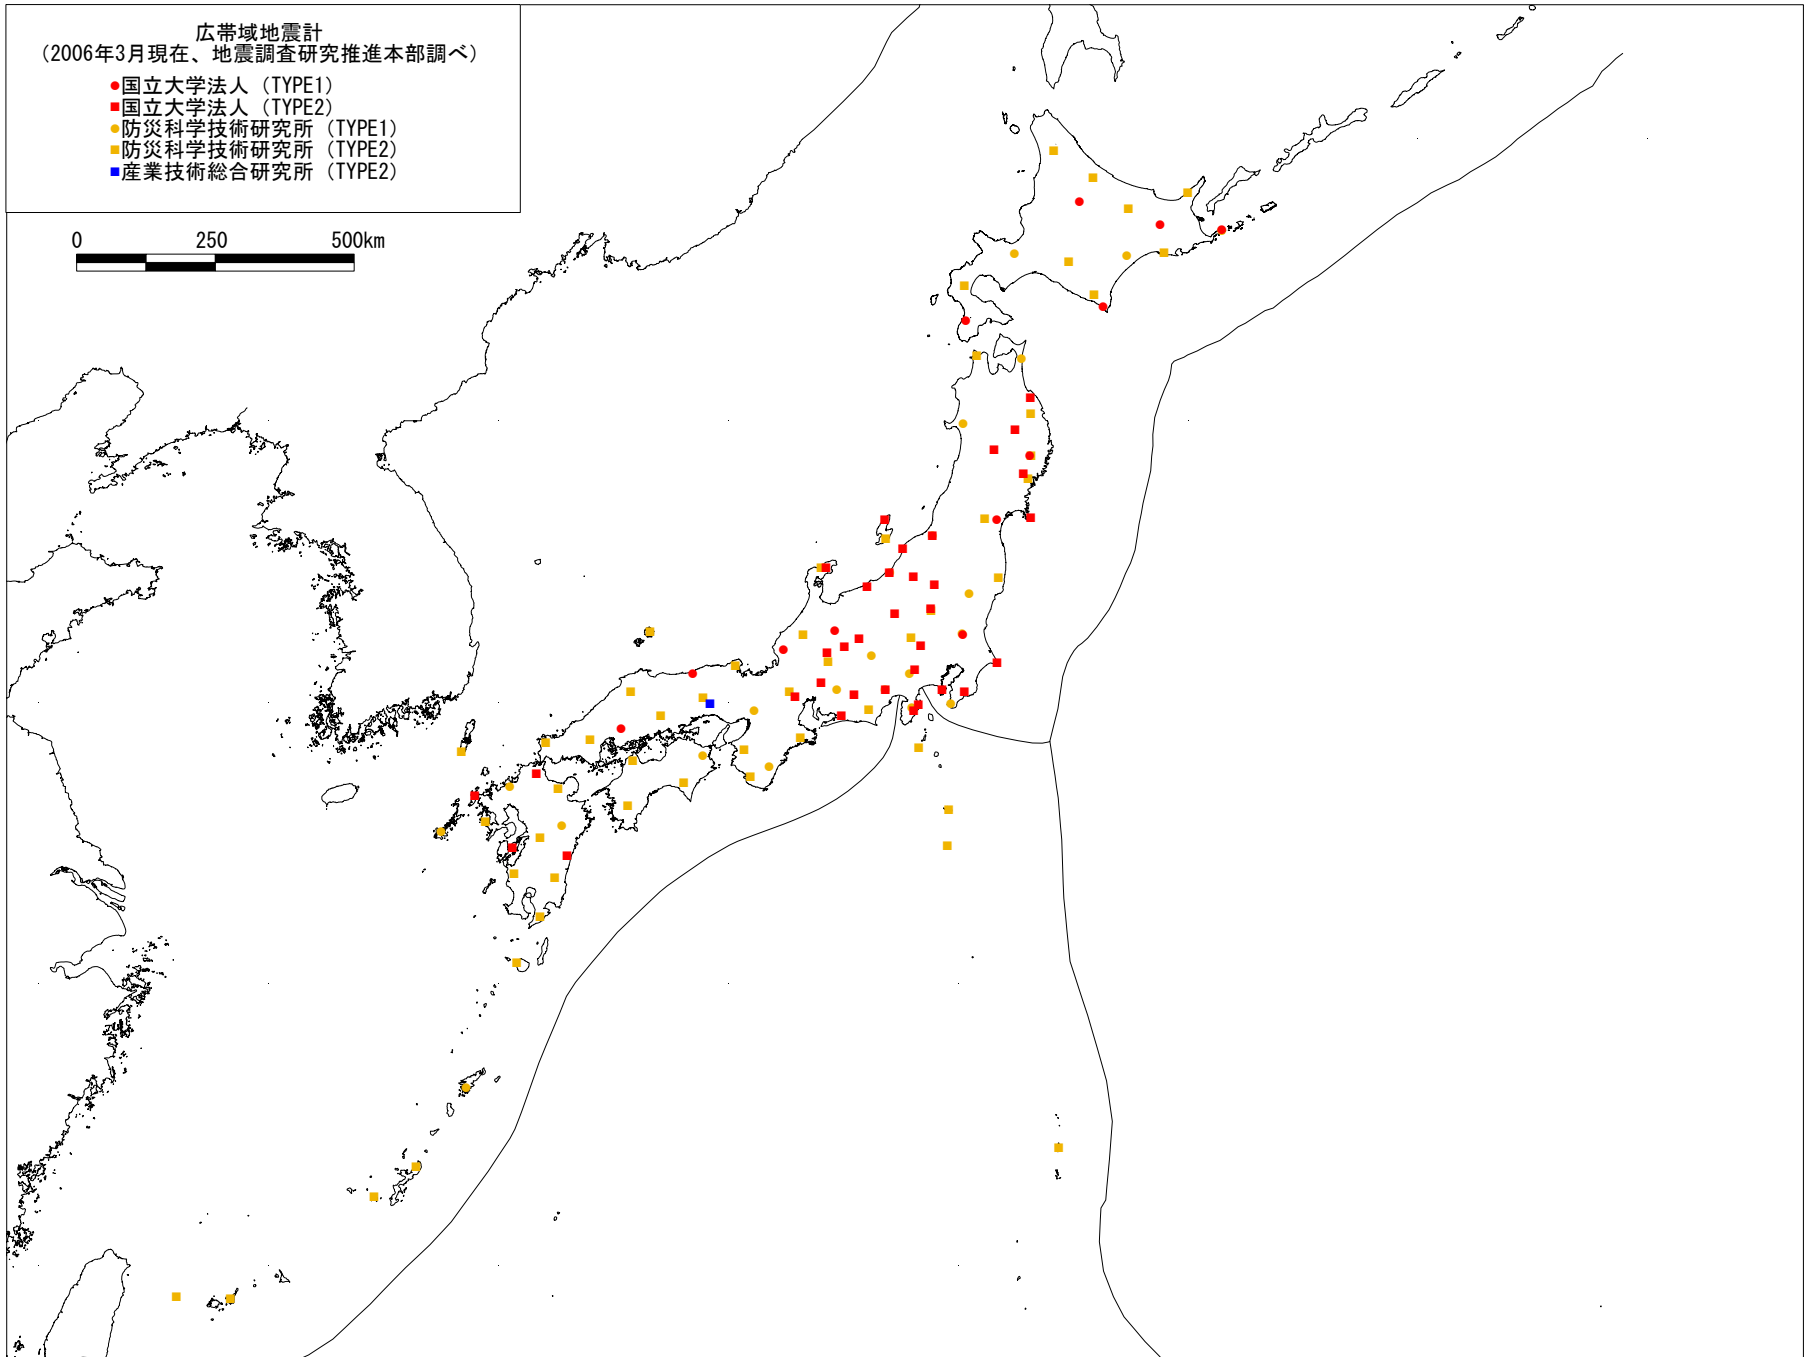 広帯域地震計
(2006年3月現在、地震調査研究推進本部調べ)
国立大学法人 (TYPE1)
国立大学法人 (TYPE2)
防災科学技術研究所 (TYPE1)
防災科学技術研究所 (TYPE2)
産業技術総合研究所 (TYPE2)
0 250 500km